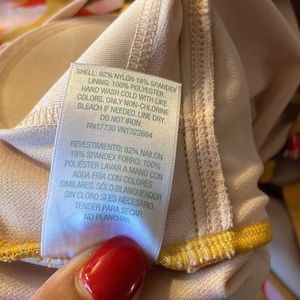 SHELL: 82% NYLON 18% SPANDEX
LINING: 100% POLYESTER
HAND WASH COLD WITH LIKE
COLORS. ONLY NON-CHLORINE
BLEACH IF NEEDED. LINE DRY.
DO NOT IRON.
RN17730 VN1322664
REVESTIMIENTO: 82% NAILON
18% SPANDEX FORRO: 100%
POLIÉSTER LAVAR A MANO CON
AGUA FRÍA CON COLORES
SIMILARES. SÓLO BLANQUEADOR
SIN CLORO SI ES NECESARIO
TENDER PARA SECAR.
NO PLANCHAR.